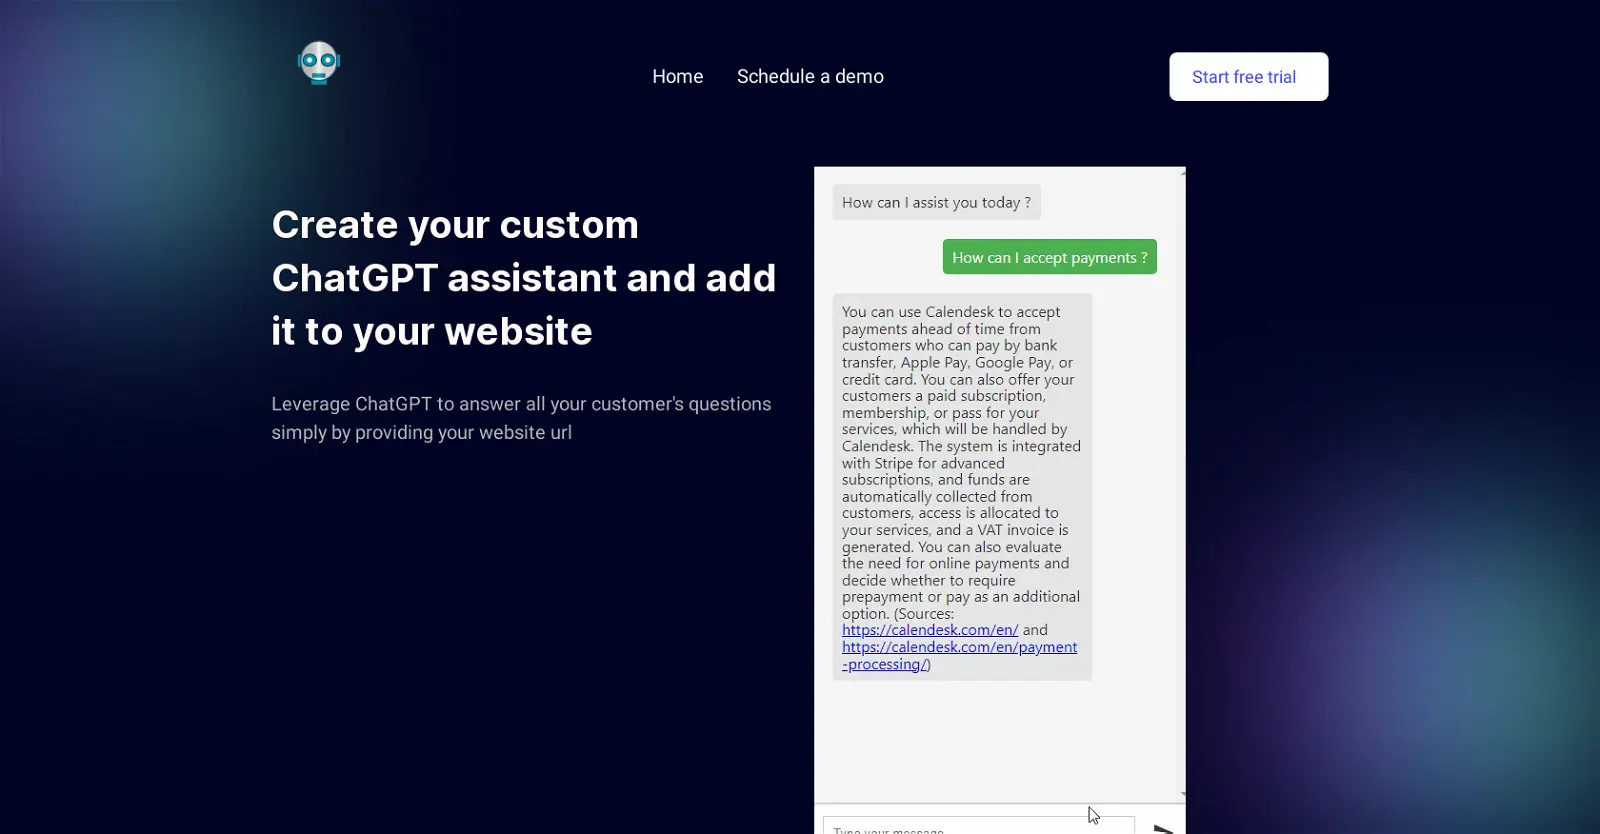 Home
Schedule a demo
Start free trial
Create your custom
ChatGPT assistant and add
it to your website
Leverage ChatGPT to answer all your customer's questions
simply by providing your website url
How can I assist you today ?
How can I accept payments ?
You can use Calendesk to accept
payments ahead of time from
customers who can pay by bank
transfer, Apple Pay, Google Pay, or
credit card. You can also offer your
customers a paid subscription,
membership, or pass for your
services, which will be handled by
Calendesk. The system is integrated
with Stripe for advanced
subscriptions, and funds are
automatically collected from
customers, access is allocated to
your services, and a VAT invoice is
generated. You can also evaluate
the need for online payments and
decide whether to require
prepayment or pay as an additional
option. (Sources:
https://calendesk.com/en/ and
https://calendesk.com/en/payment
-processing/)
Type your message